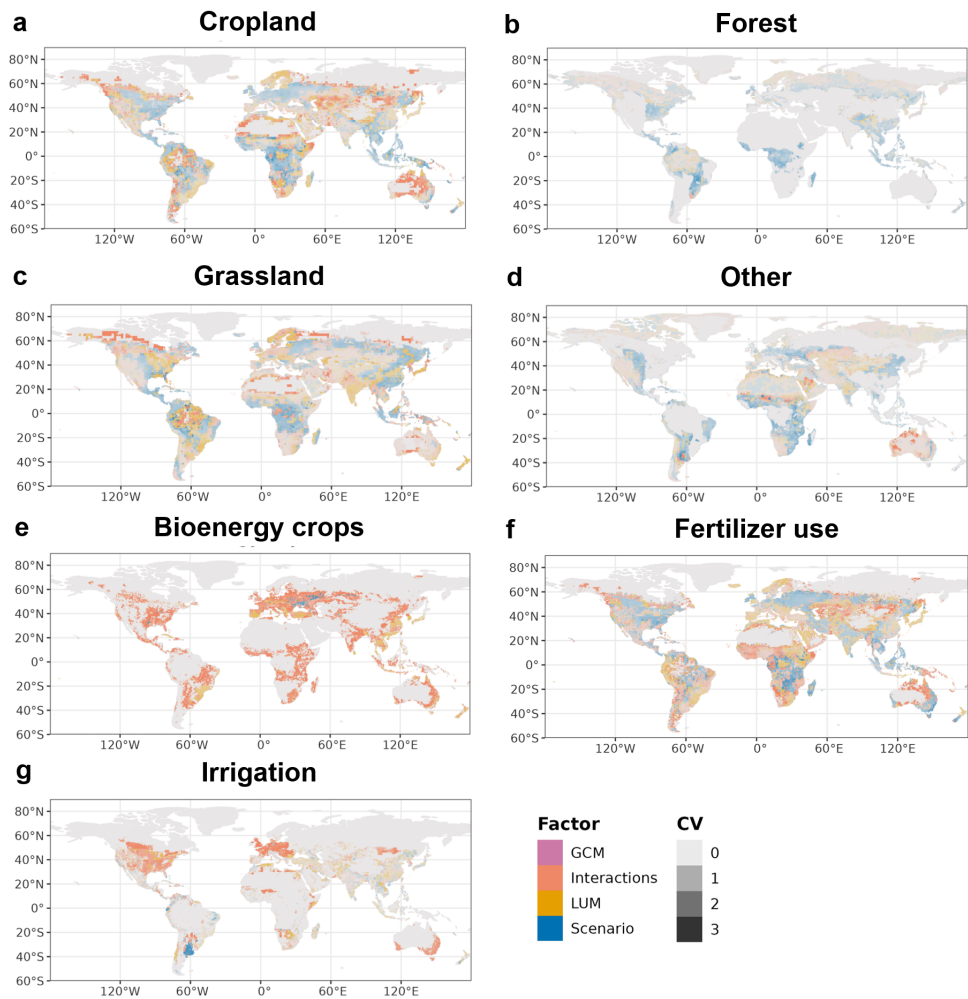 a Cropland
80°N
60°N
40°N
20°N
0°
20°S
40°S
60°S
120°W 60°W 0° 60°E 120°E
b Forest
80°N
60°N
40°N
20°N
0°
20°S
40°S
60°S
120°W 60°W 0° 60°E 120°E
c Grassland
80°N
60°N
40°N
20°N
0°
20°S
40°S
60°S
120°W 60°W 0° 60°E 120°E
d Other
80°N
60°N
40°N
20°N
0°
20°S
40°S
60°S
120°W 60°W 0° 60°E 120°E
e Bioenergy crops
80°N
60°N
40°N
20°N
0°
20°S
40°S
60°S
120°W 60°W 0° 60°E 120°E
f Fertilizer use
80°N
60°N
40°N
20°N
0°
20°S
40°S
60°S
120°W 60°W 0° 60°E 120°E
g Irrigation
80°N
60°N
40°N
20°N
0°
20°S
40°S
60°S
120°W 60°W 0° 60°E 120°E
Factor
GCM
Interactions
LUM
Scenario
CV
0
1
2
3